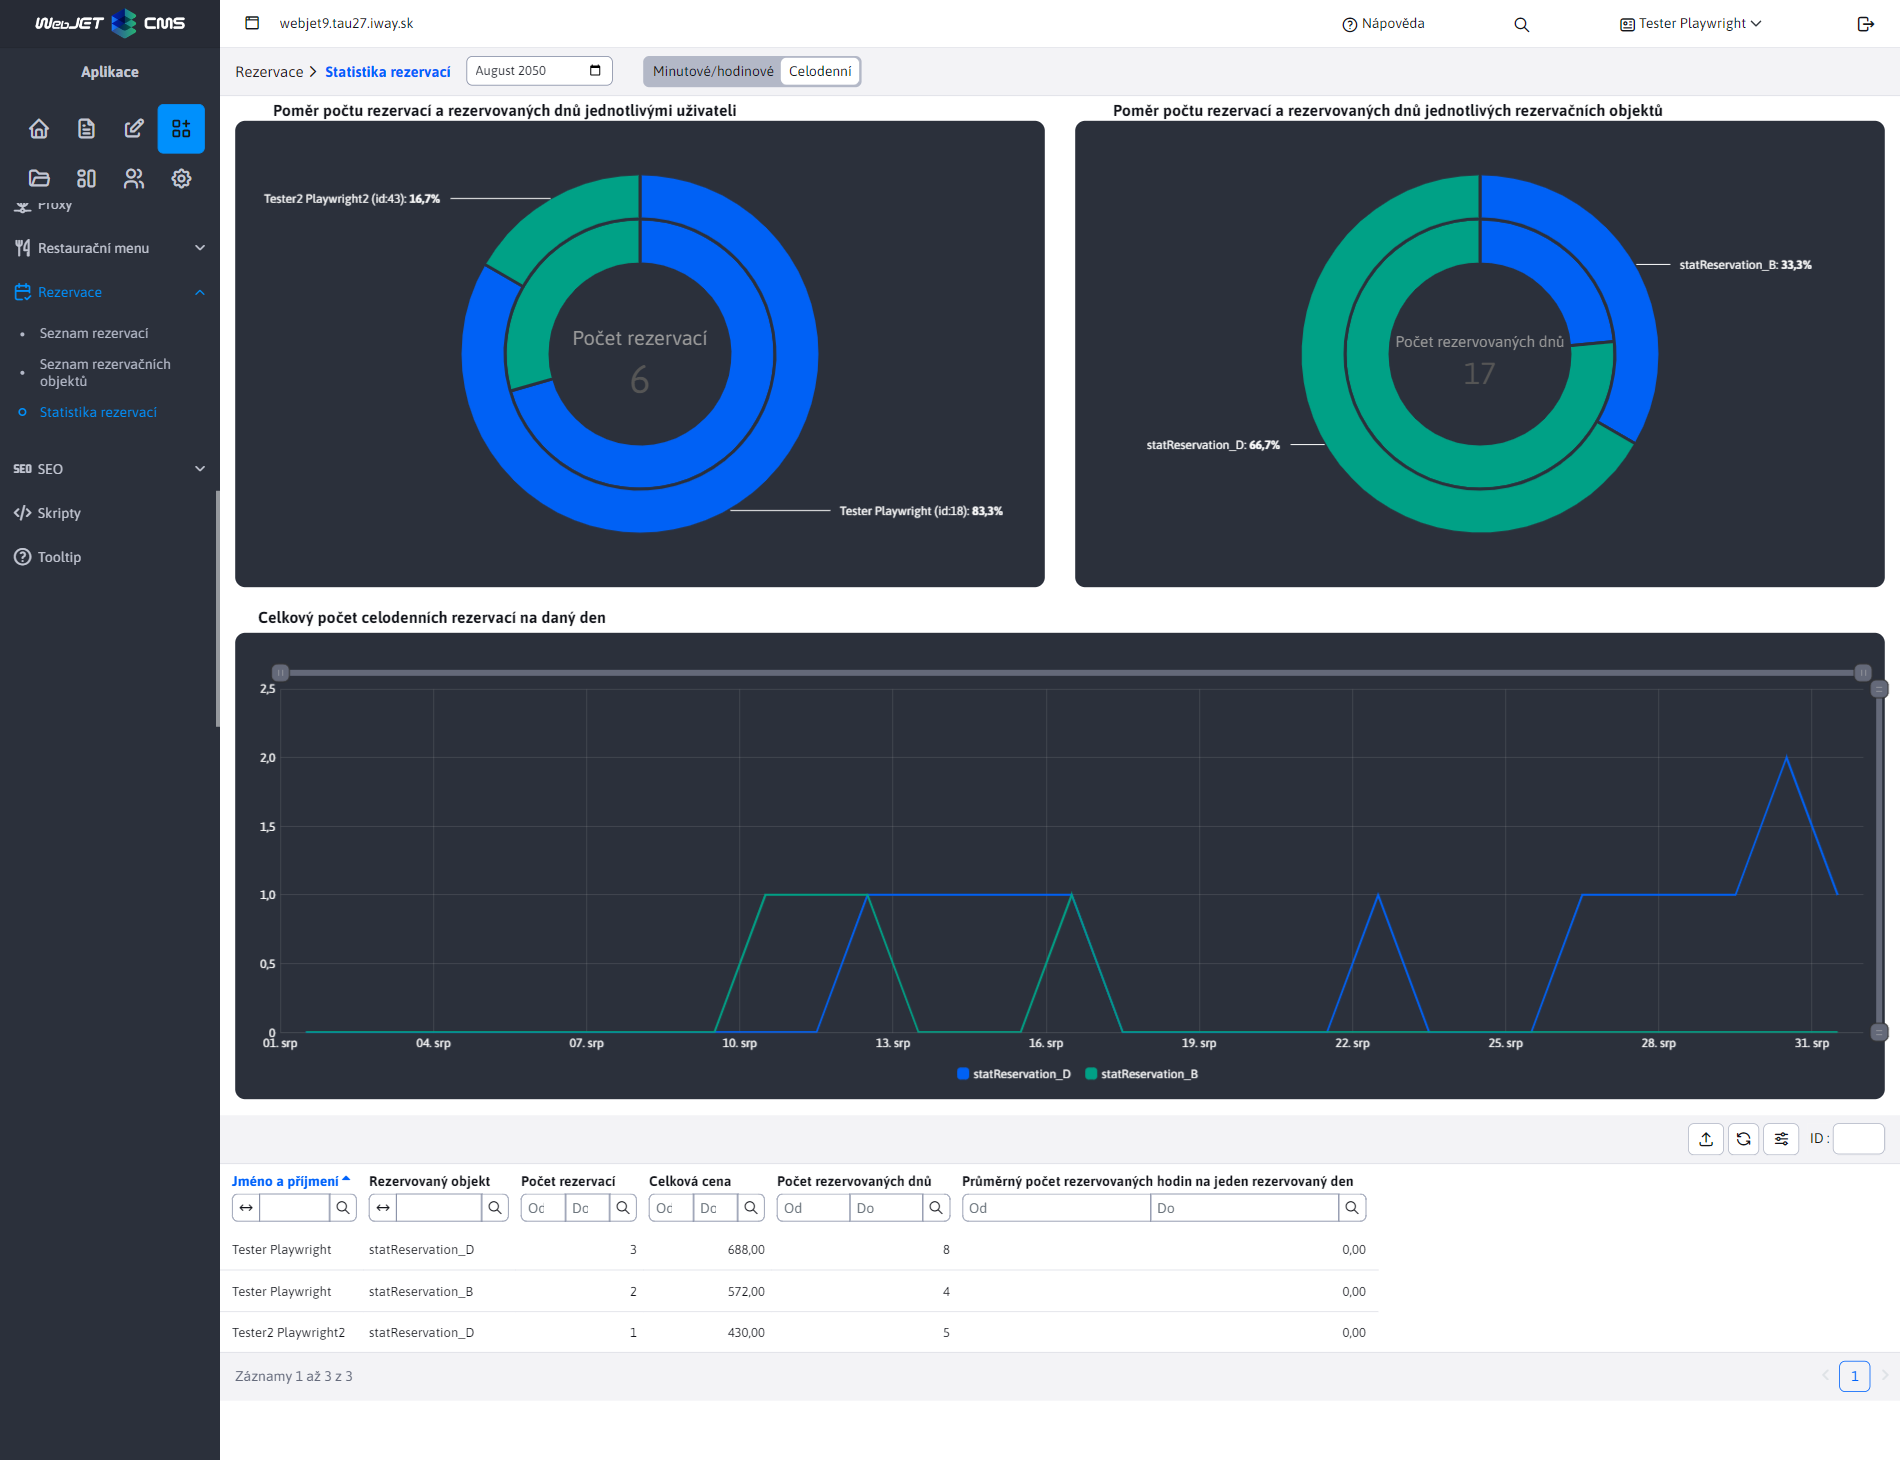 WebJET CMS
webjet9.tau27.iway.sk
Nápověda
Tester Playwright
Aplikace
Proxy
Restaurační menu
Rezervace
Seznam rezervací
Seznam rezervačních
objektů
Statistika rezervací
SEO SEO
Skripty
Tooltip
Rezervace > Statistika rezervací
August 2050
Minutové/hodinové Celodenní
Poměr počtu rezervací a rezervovaných dnů jednotlivými uživateli
Tester2 Playwright2 (id:43): 16,7%
Počet rezervací
6
Tester Playwright (id:18): 83,3%
Poměr počtu rezervací a rezervovaných dnů jednotlivých rezervačních objektů
statReservation_B: 33,3%
Počet rezervovaných dnů
17
statReservation_D: 66,7%
Celkový počet celodenních rezervací na daný den
2,5
2,0
1,5
1,0
0,5
0
01. srp 04. srp 07. srp 10. srp 13. srp 16. srp 19. srp 22. srp 25. srp 28. srp 31. srp
statReservation_D statReservation_B
ID :
Jméno a příjmení Rezervovaný objekt Počet rezervací Celková cena Počet rezervovaných dnů Průměrný počet rezervovaných hodin na jeden rezervovaný den
Od Do Od Do Od Do Od Do
Tester Playwright statReservation_D 3 688,00 8 0,00
Tester Playwright statReservation_B 2 572,00 4 0,00
Tester2 Playwright2 statReservation_D 1 430,00 5 0,00
Záznamy 1 až 3 z 3
1